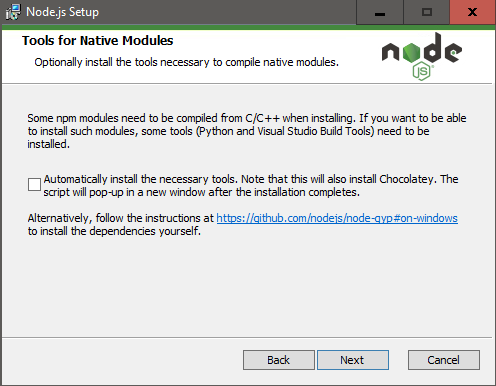 Node.js Setup
Tools for Native Modules
Optionally install the tools necessary to compile native modules.
node
JS
Some npm modules need to be compiled from C/C++ when installing. If you want to be able
to install such modules, some tools (Python and Visual Studio Build Tools) need to be
installed.
Automatically install the necessary tools. Note that this will also install Chocolatey. The
script will pop-up in a new window after the installation completes.
Alternatively, follow the instructions at https://github.com/nodejs/node-gyp#on-windows
to install the dependencies yourself.
Back Next Cancel